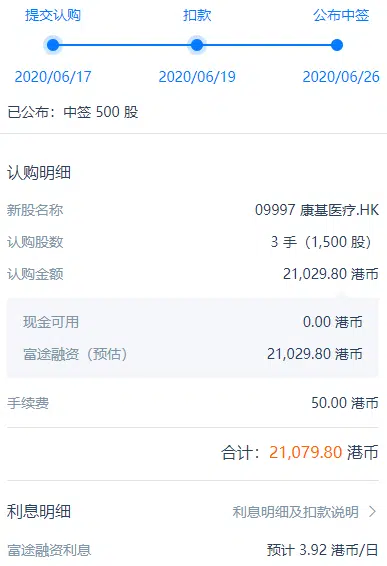 提交认购 扣款 公布中签
2020/06/17 2020/06/19 2020/06/26
已公布：中签 500 股
认购明细
新股名称 09997 康基医疗.HK
认购股数 3 手（1,500 股）
认购金额 21,029.80 港币
现金可用 0.00 港币
富途融资（预估） 21,029.80 港币
手续费 50.00 港币
合计：21,079.80 港币
利息明细 利息明细及扣款说明 >
富途融资利息 预计 3.92 港币/日